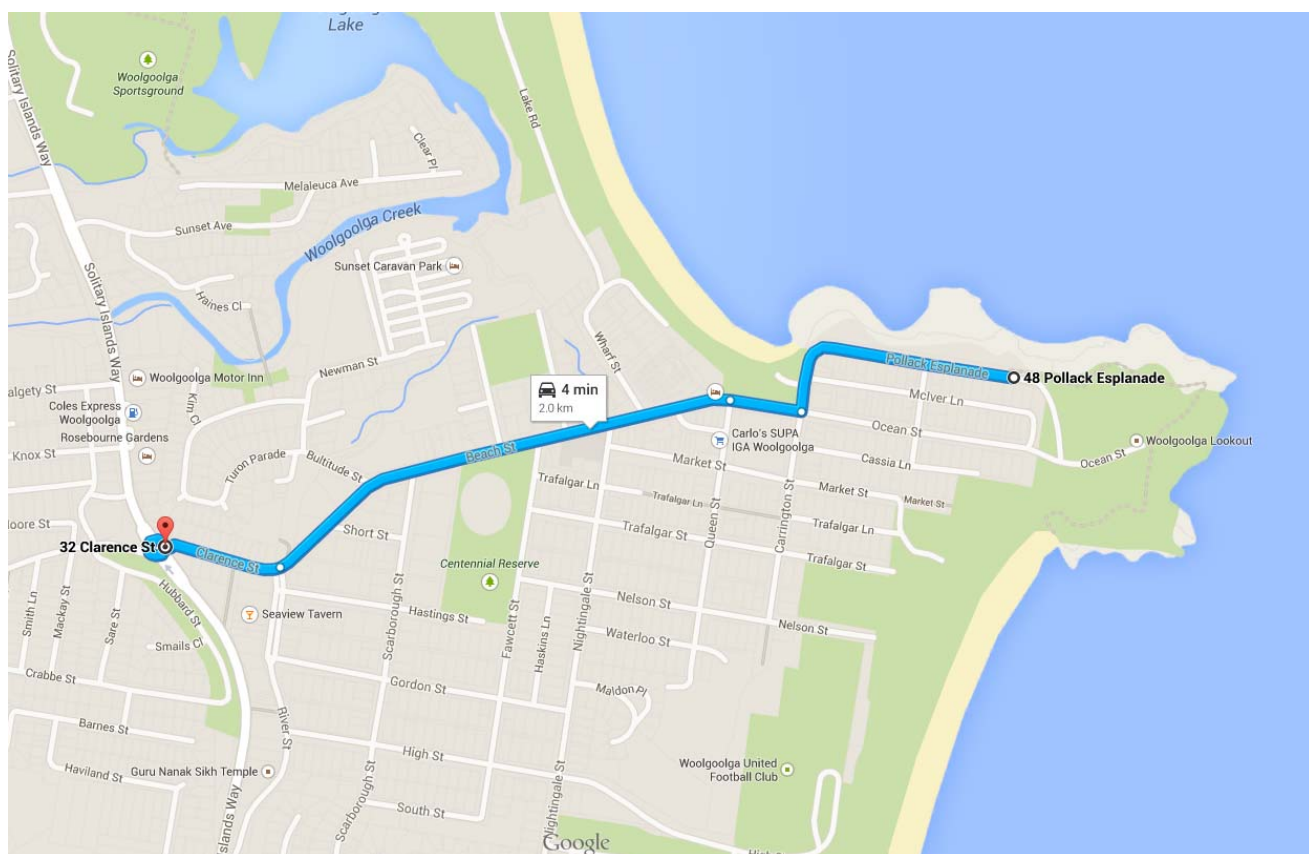 Lake
Solitary Islands Way
Woolgoolga
Sportsground
Lake Rd
Clear Pl
Melaleuca Ave
Woolgoolga Creek
Sunset Ave
Sunset Caravan Park
Solitary Islands Way
Haines Cl
Wharf St
Newman St
Pollack Esplanade
48 Pollack Esplanade
4 min
2.0 km
Woolgoolga Motor Inn
algety St
Kim Cl
McIver Ln
Coles Express
Woolgoolga
Ocean St
Rosebourne Gardens
Carlo's SUPA
IGA Woolgoolga
Woolgoolga Lookout
Knox St
Beach St
Ocean St
Cassia Ln
Turon Parade
Bultitude St
Market St
Market St
Market St
Trafalgar Ln
Trafalgar Ln
Trafalgar Ln
Queen St
Carrington St
loore St
Short St
Trafalgar St
Trafalgar St
32 Clarence St
Clarence St
Centennial Reserve
Hubbard St
Smith Ln
Mackay St
Sare St
Seaview Tavern
Hastings St
Scarborough St
Fawcett St
Haskins Ln
Nightingale St
Nelson St
Nelson St
Waterloo St
Smails Cl
Crabbe St
Gordon St
Maldon Pl
Barnes St
River St
High St
Woolgoolga United
Football Club
Haviland St
Guru Nanak Sikh Temple
slands Way
Scarborough St
South St
Nightingale St
Google